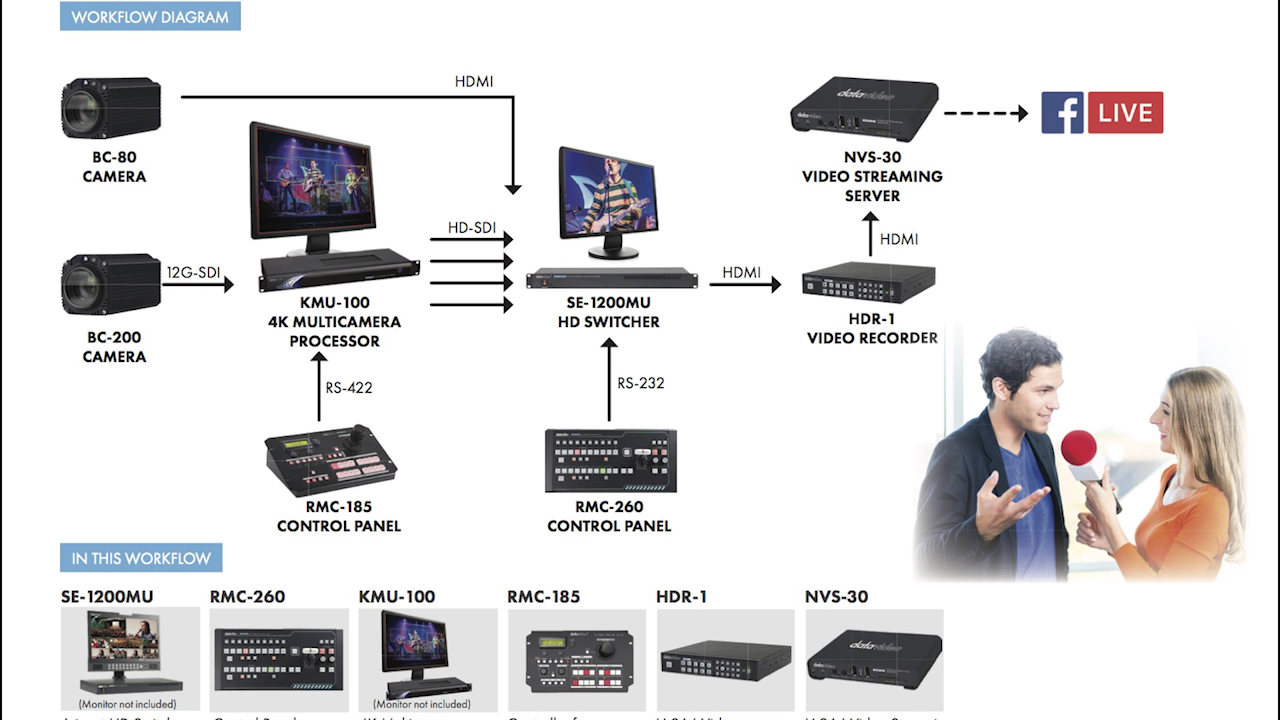 WORKFLOW DIAGRAM
HDMI
BC-80
CAMERA
datavideo
NVS-30
VIDEO STREAMING
SERVER
f LIVE
12G-SDI
BC-200
CAMERA
KMU-100
4K MULTICAMERA
PROCESSOR
HD-SDI
SE-1200MU
HD SWITCHER
HDMI
HDMI
HDR-1
VIDEO RECORDER
RS-422
RS-232
RMC-185
CONTROL PANEL
RMC-260
CONTROL PANEL
IN THIS WORKFLOW
SE-1200MU
RMC-260
KMU-100
RMC-185
HDR-1
NVS-30
datavideo
(Monitor not included)
(Monitor not included)